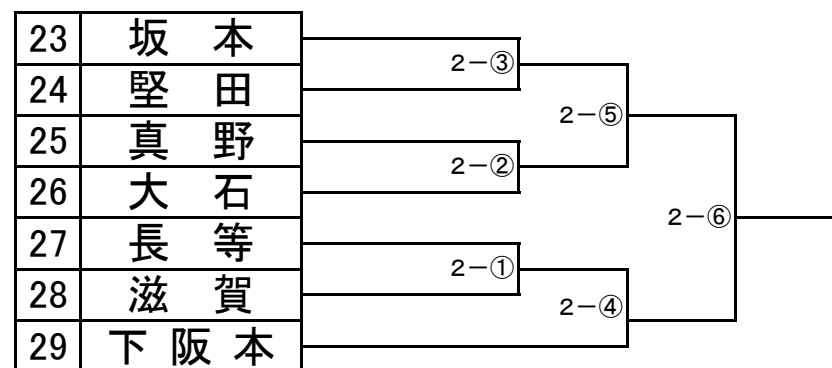 23 坂 本
24 堅 田
25 真 野
26 大 石
27 長 等
28 滋 賀
29 下 阪 本
2-③
2-⑤
2-②
2-⑥
2-①
2-④